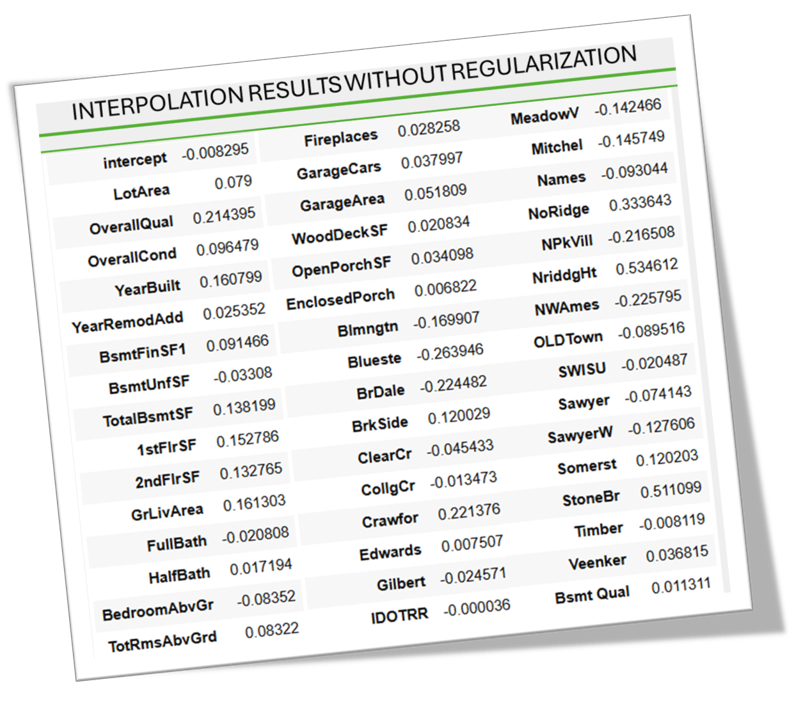 INTERPOLATION RESULTS WITHOUT REGULARIZATION
intercept -0.008295
LotArea 0.079
OverallQual 0.214395
OverallCond 0.096479
YearBuilt 0.160799
YearRemodAdd 0.025352
BsmtFinSF1 0.091466
BsmtUnfSF -0.03308
TotalBsmtSF 0.138199
1stFlrSF 0.152786
2ndFlrSF 0.132765
GrLivArea 0.161303
FullBath -0.020808
HalfBath 0.017194
BedroomAbvGr -0.08352
TotRmsAbvGrd 0.08322
Fireplaces 0.028258
GarageCars 0.037997
GarageArea 0.051809
WoodDeckSF 0.020834
OpenPorchSF 0.034098
EnclosedPorch 0.006822
Blmngtn -0.169907
Blueste -0.263946
BrDale -0.224482
BrkSide 0.120029
ClearCr -0.045433
CollgCr -0.013473
Crawfor 0.221376
Edwards 0.007507
Gilbert -0.024571
IDOTRR -0.000036
MeadowV -0.142466
Mitchel -0.145749
Names -0.093044
NoRidge 0.333643
NPkVill -0.216508
NriddgHt 0.534612
NWAmes -0.225795
OLDTown -0.089516
SWISU -0.020487
Sawyer -0.074143
SawyerW -0.127606
Somerst 0.120203
StoneBr 0.511099
Timber -0.008119
Veenker 0.036815
Bsmt Qual 0.011311